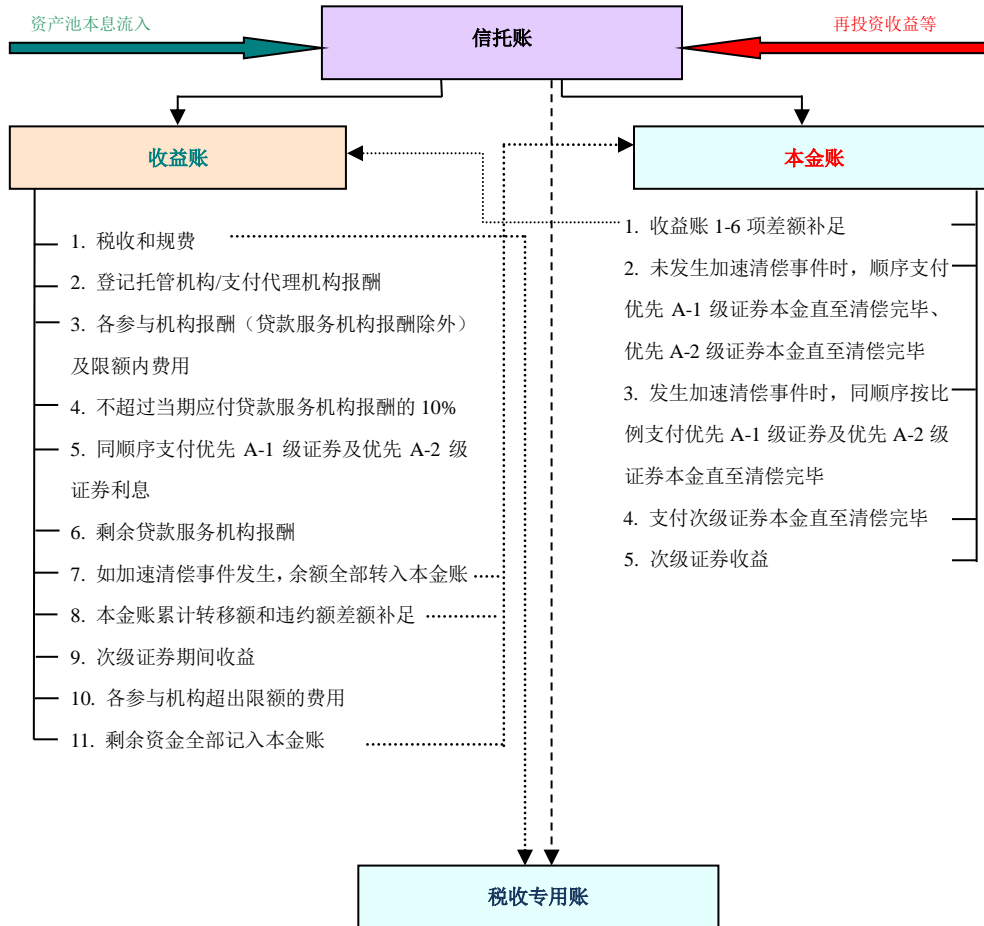 资产池本息流入
信托账
再投资收益等
收益账
1. 税收和规费
2. 登记托管机构/支付代理机构报酬
3. 各参与机构报酬（贷款服务机构报酬除外）
及限额内费用
4. 不超过当期应付贷款服务机构报酬的 10%
5. 同顺序支付优先 A-1 级证券及优先 A-2 级
证券利息
6. 剩余贷款服务机构报酬
7. 如加速清偿事件发生，余额全部转入本金账
8. 本金账累计转移额和违约额差额补足
9. 次级证券期间收益
10. 各参与机构超出限额的费用
11. 剩余资金全部记入本金账
本金账
1. 收益账 1-6 项差额补足
2. 未发生加速清偿事件时，顺序支付
优先 A-1 级证券本金直至清偿完毕、
优先 A-2 级证券本金直至清偿完毕
3. 发生加速清偿事件时，同顺序按比
例支付优先 A-1 级证券及优先 A-2 级
证券本金直至清偿完毕
4. 支付次级证券本金直至清偿完毕
5. 次级证券收益
税收专用账